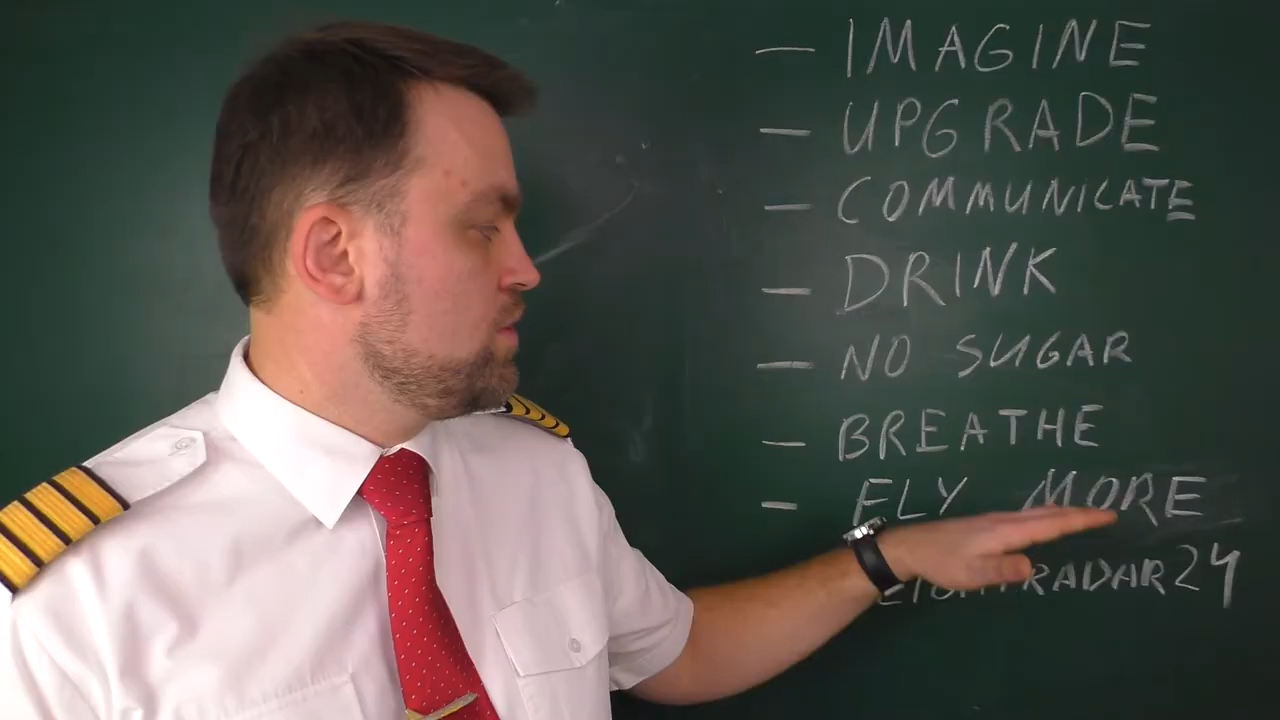 — IMAGINE
— UPGRADE
— COMMUNICATE
— DRINK
— NO SUGAR
— BREATHE
— FLY MORE